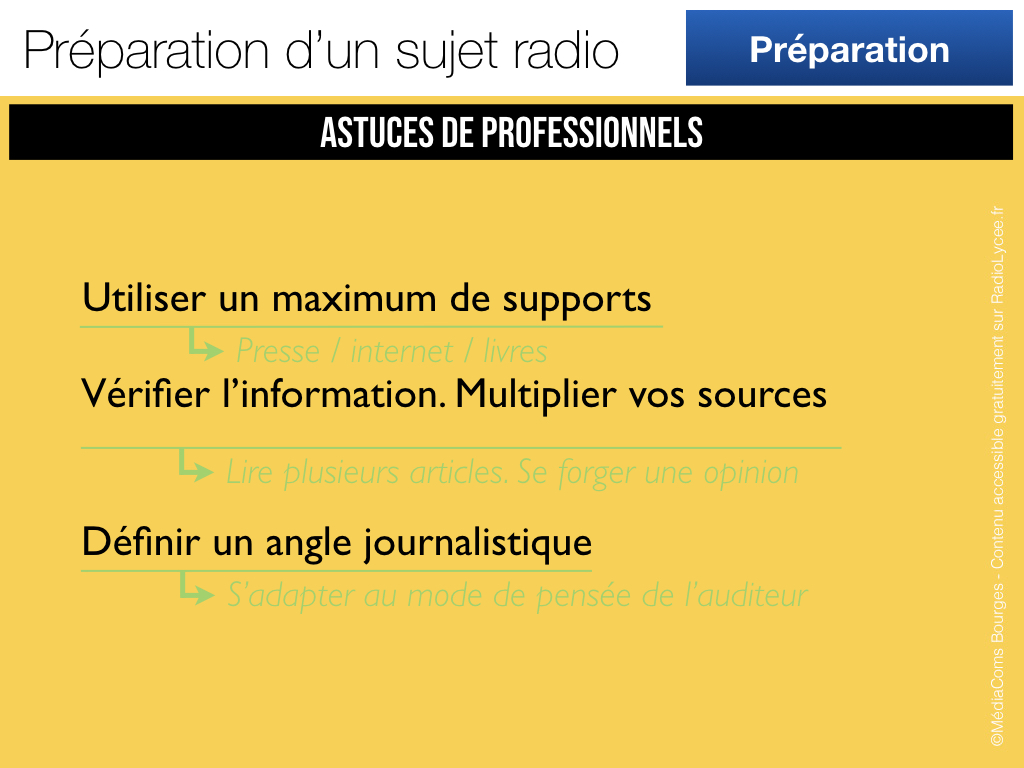 Préparation d’un sujet radio
Préparation
ASTUCES DE PROFESSIONNELS
Utiliser un maximum de supports
Presse / internet / livres
Vérifier l’information. Multiplier vos sources
Lire plusieurs articles. Se forger une opinion
Définir un angle journalistique
S’adapter au mode de pensée de l’auditeur
©MédiaComs Bourges - Contenu accessible gratuitement sur RadioLycee.fr